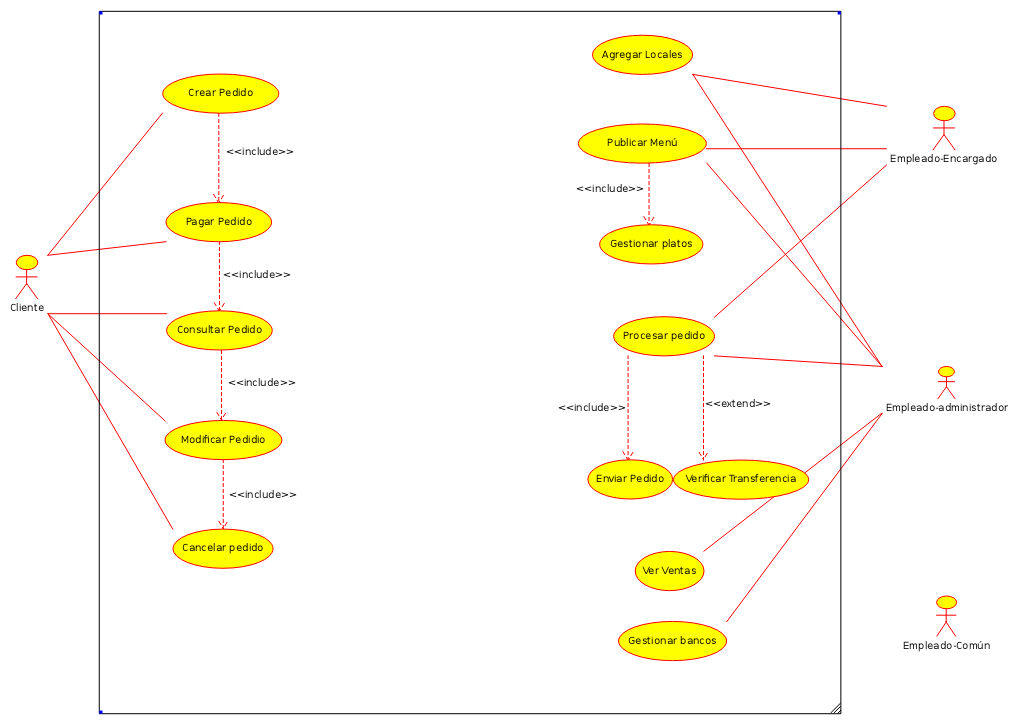 Agregar Locales
Crear Pedido
Publicar Menú
<<include>>
Empleado-Encargado
<<include>>
Pagar Pedido
Gestionar platos
<<include>>
Cliente
Consultar Pedido
Procesar pedido
<<include>>
<<include>>
<<extend>>
Empleado-administrador
Modificar Pedidio
Enviar Pedido
Verificar Transferencia
<<include>>
Cancelar pedido
Ver Ventas
Gestionar bancos
Empleado-Común